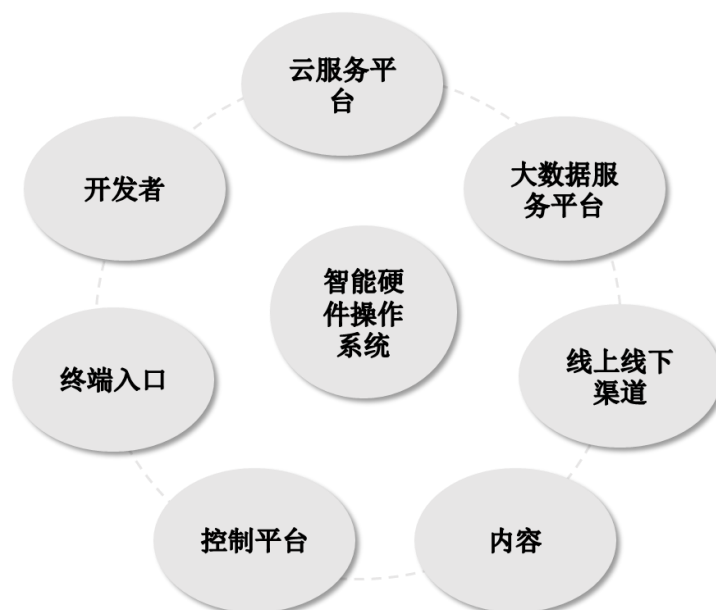 云服务平
台
开发者
大数据服
务平台
智能硬
件操作
系统
终端入口
线上线下
渠道
控制平台
内容